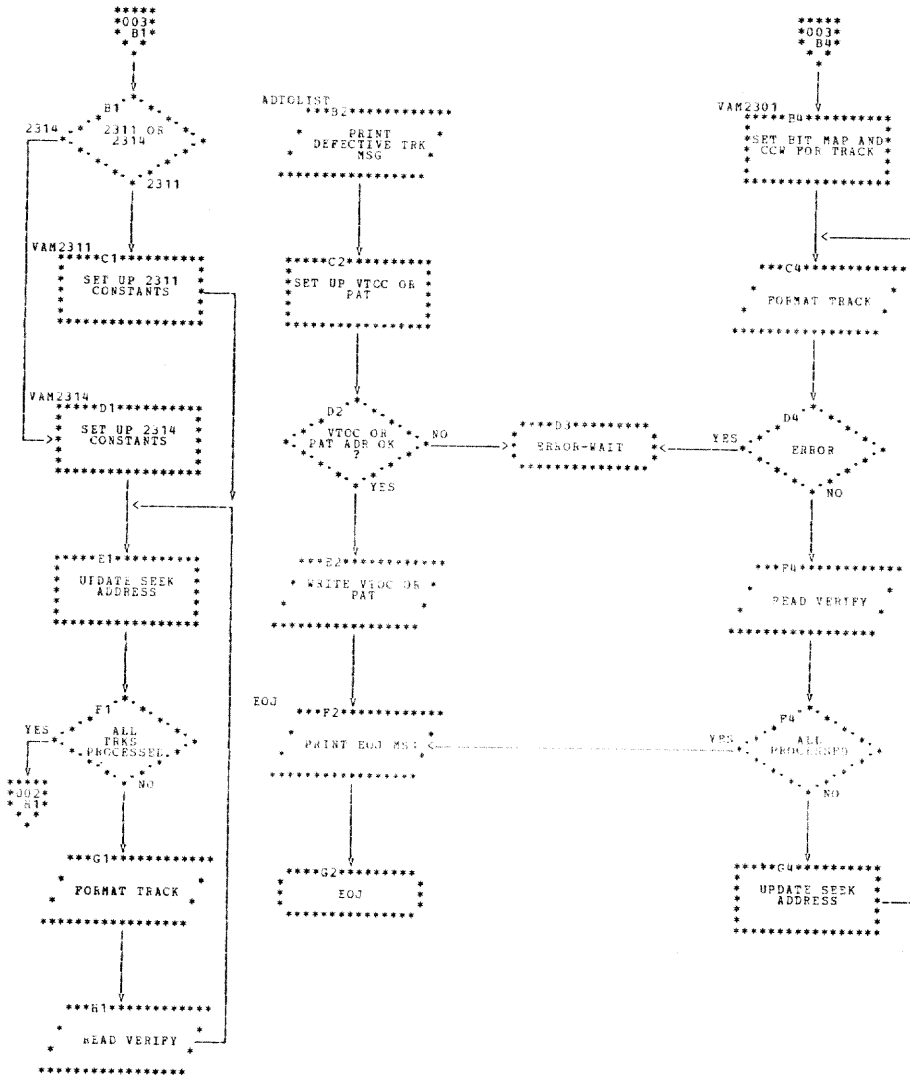 003
B1
B1
2311 OR
2314
2314
2311
VAM2311
C1
SET UP 2311
CONSTANTS
VAM2314
D1
SET UP 2314
CONSTANTS
E1
UPDATE SEEK
ADDRESS
F1
ALL
TRKS
YES
NO
002
G1
FORMAT TRACK
H1
READ VERIFY
ADTOLIST
B2
PRINT
DEFECTIVE TRK
MSG
C2
SET UP VTOC OR
PAT
D2
VTOC OR
PAT ADR OK
?
NO
YES
D3
ERROR-WAIT
E2
WRITE VTOC OR
PAT
EOJ
F2
PRINT EOJ
G2
EOJ
003
B4
VAM2301
B4
SET BIT MAP AND
CCW FOR TRACK
C4
FORMAT TRACK
D4
ERROR
YES
NO
READ VERIFY
F4
ALL
PROCESSED
YES
NO
G4
UPDATE SEEK
ADDRESS